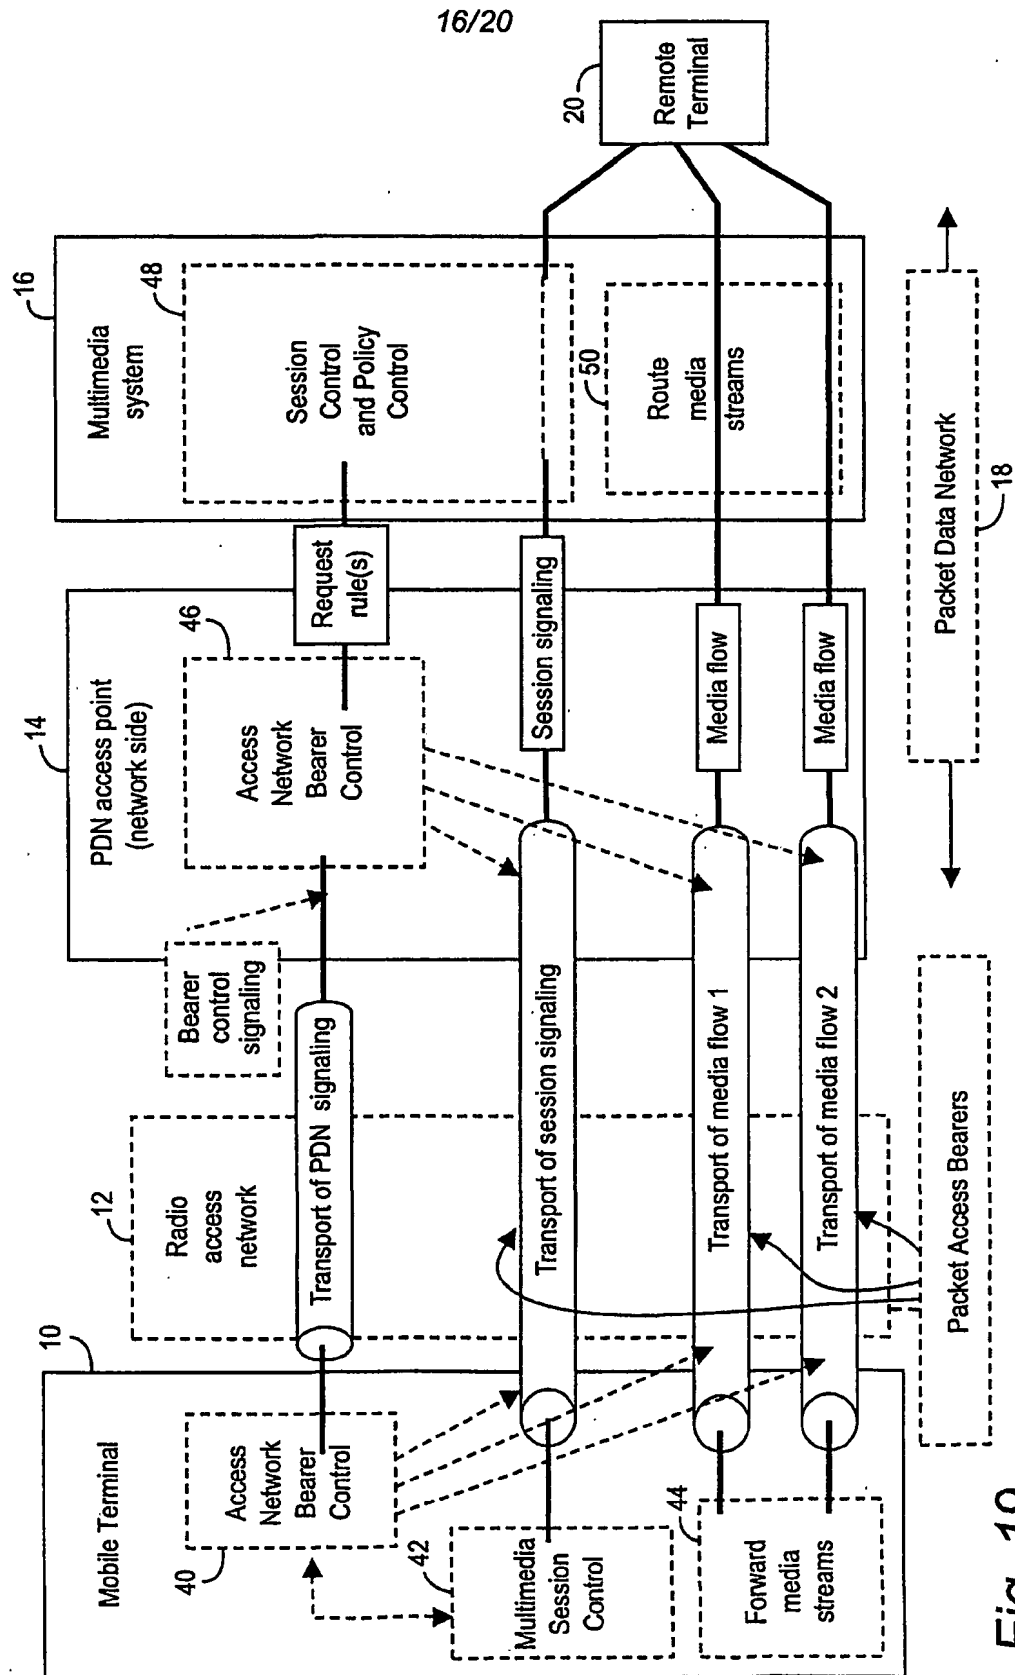 16/20
Mobile Terminal
10
Access
Network
Bearer
Control
40
42
Multimedia
Session
Control
44
Forward
media
streams
12
Radio
access
network
Transport of PDN signaling
Bearer
control
signaling
Transport of session signaling
Transport of media flow 1
Transport of media flow 2
Packet Access Bearers
14
PDN access point
(network side)
46
Access
Network
Bearer
Control
Request
rule(s)
Session signaling
Media flow
Media flow
16
Multimedia
system
48
Session
Control
and Policy
Control
50
Route
media
streams
Packet Data Network
18
20
Remote
Terminal
Fig. 19